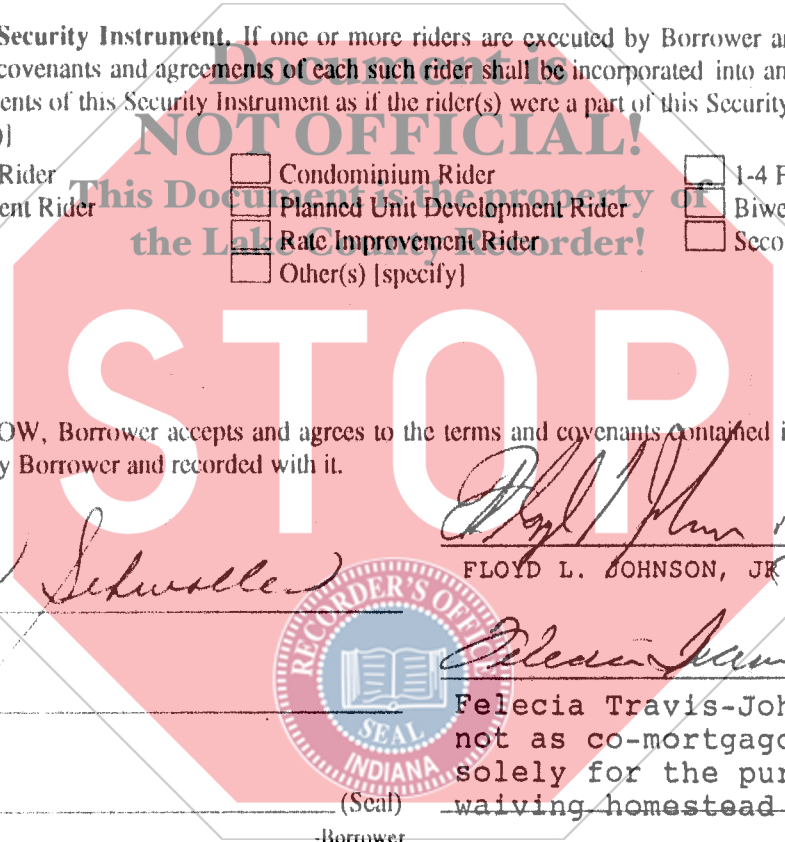 Security Instrument. If one or more riders are executed by Borrower an
covenants and agreements of each such rider shall be incorporated into an
ents of this Security Instrument as if the rider(s) were a part of this Security
)]
Rider
Condominium Rider
1-4 F
ent Rider
Planned Unit Development Rider
Biwe
Rate Improvement Rider
Seco
Other(s) [specify]
Document is
NOT OFFICIAL!
This Document is the property of
the Lake County Recorder!
STOP
OW, Borrower accepts and agrees to the terms and covenants contained i
y Borrower and recorded with it.
FLOYD L. JOHNSON, JR
RECORDER'S OFFICE
SEAL
INDIANA
Felecia Travis-Joh
not as co-mortgago
solely for the pur
waiving homestead
(Seal)
-Borrower